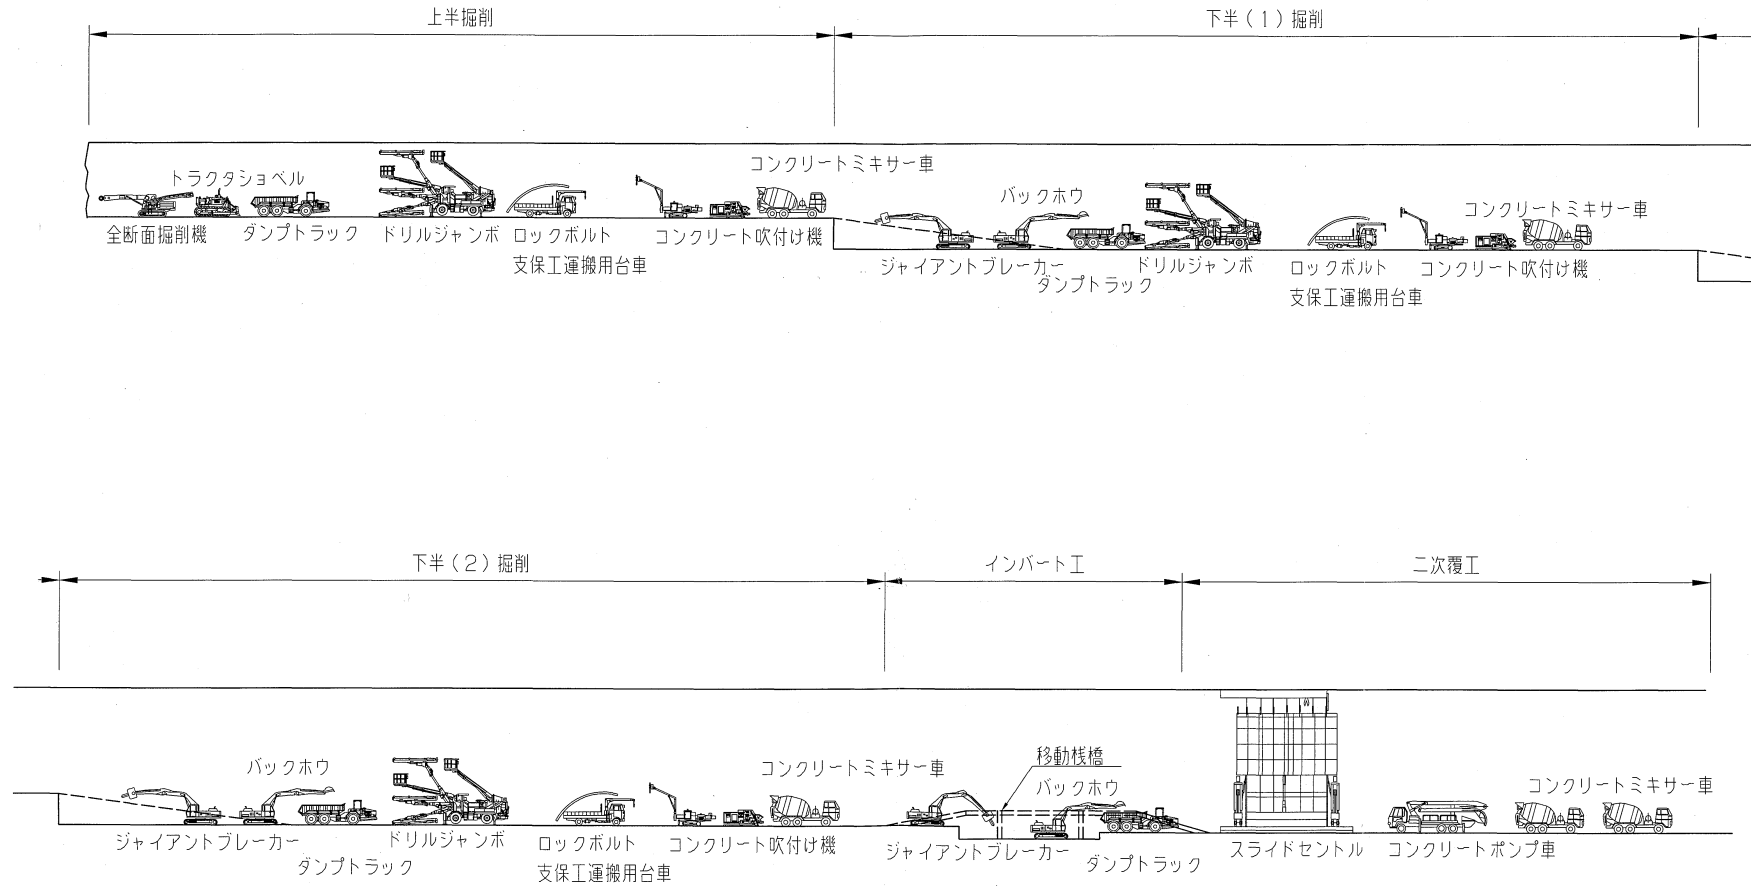 上半掘削
下半(1)掘削
コンクリートミキサー車
トラクタショベル
全断面掘削機
ダンプトラック
ドリルジャンボ
ロックボルト
支保工運搬用台車
コンクリート吹付け機
バックホウ
コンクリートミキサー車
ジャイアントブレーカー
ダンプトラック
ドリルジャンボ
ロックボルト
支保工運搬用台車
コンクリート吹付け機
下半(2)掘削
インバート工
二次覆工
バックホウ
コンクリートミキサー車
ジャイアントブレーカー
ダンプトラック
ドリルジャンボ
ロックボルト
支保工運搬用台車
コンクリート吹付け機
移動桟橋
バックホウ
ジャイアントブレーカー
ダンプトラック
コンクリートミキサー車
スライドセントル
コンクリートポンプ車